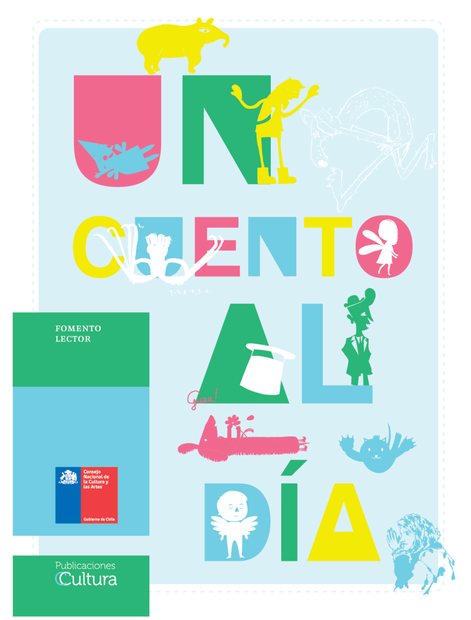 UN
CUENTO
AL
DÍA
FOMENTO
LECTOR
Consejo
Nacional de
la Cultura y
las Artes
Gobierno de Chile
Publicaciones
Cultura